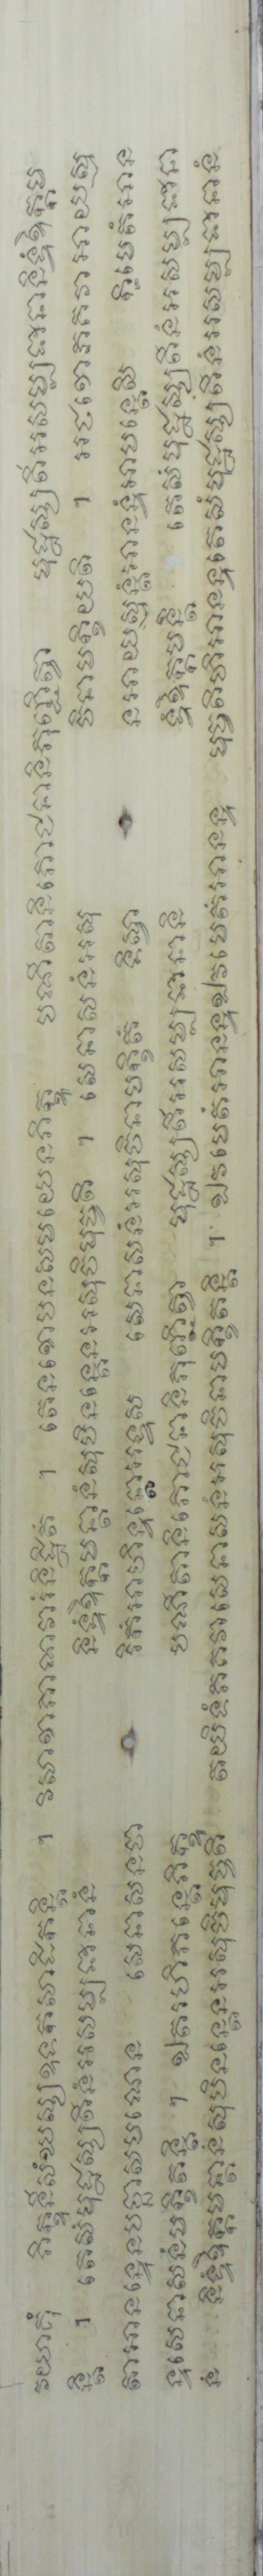 រេយាគុំ ភិក្ខុនីសំឃស្សឧទកសាដិកន្តិ ។ វិសាខាភាណវារំនិដ្ឋិតំ ។ តេនខោបនសមយេនភិក្ខូ បណីតានិភោជនានិភុញ្ជិត្វា មុដ្ឋស្សតីអសម្បជានានិទ្ទំឱក្កម
ន្តិ ។ តេសំមុដ្ឋស្សតីនំអសម្បជានានំ និទ្ទំឱក្កមន្តានំសុបិនន្តេនអសុចិមុច្ចតិ ។ សេនាសនំអសុ ចិនាមក្ខិយតិ ។ អថខោភគវាអាយស្ម
តាអានន្ទេនបច្ឆាសមណេន សេនាសនចា រិកំអាហិណ្ឌន្តោអទ្ទស សេនាសនំអសុចិនាមក្ខិតំ ទិស្វា នអាយស្មន្តំអានន្ទំអាមន្តេសិ កិំមេតំអាន
ន្ទសេនាសនំមក្ខិតន្តិ ។ ឯតរហិភន្តេភិក្ខូ បណីតានិភោជនានិភុញ្ជិត្វា មុដ្ឋស្សតីអសម្បជានានិ ទ្ទំឱក្កមន្តិ តេសំមុដ្ឋស្សតីនំអសម្បជានា
នំ និទ្ទំឱក្កមន្តានំសុបិនន្តេនអសុចិមុច្ចតិ តយិទំភគវាសេនាសនំអសុចិនាមក្ខិតន្តិ ។ ឯវមេតំអានន្ទឯវមេតំអានន្ទ មុច្ចតិហិអានន្ទតេសំមុដ្ឋស្សតីនំអសម្បជានានំ